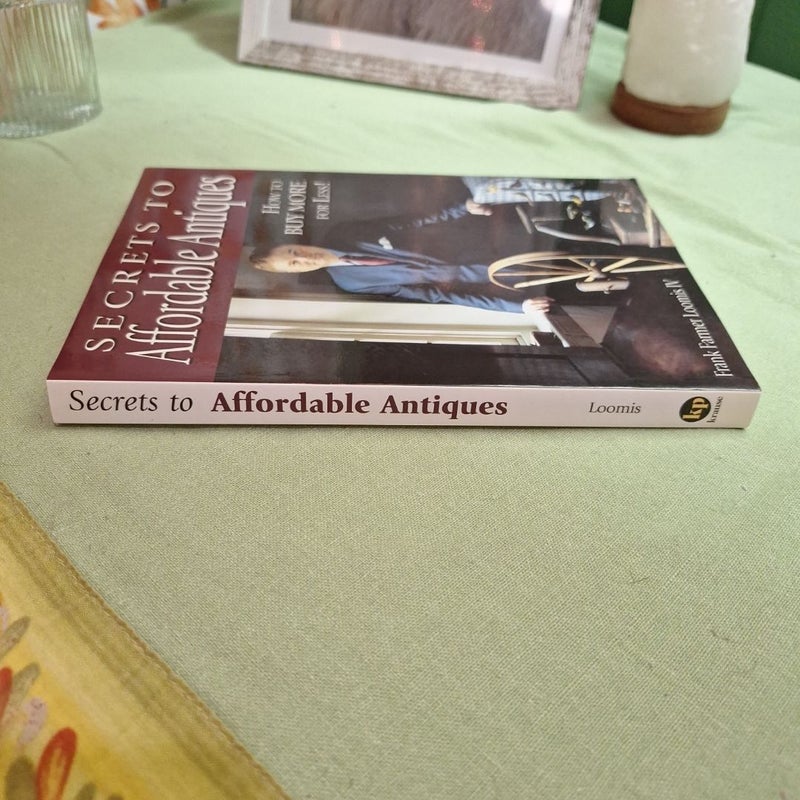 SECRETS TO
Affordable Antiques
HOW TO
BUY MORE
FOR LESS!
Frank Farmer Loomis IV
Secrets to Affordable Antiques Loomis kp krause